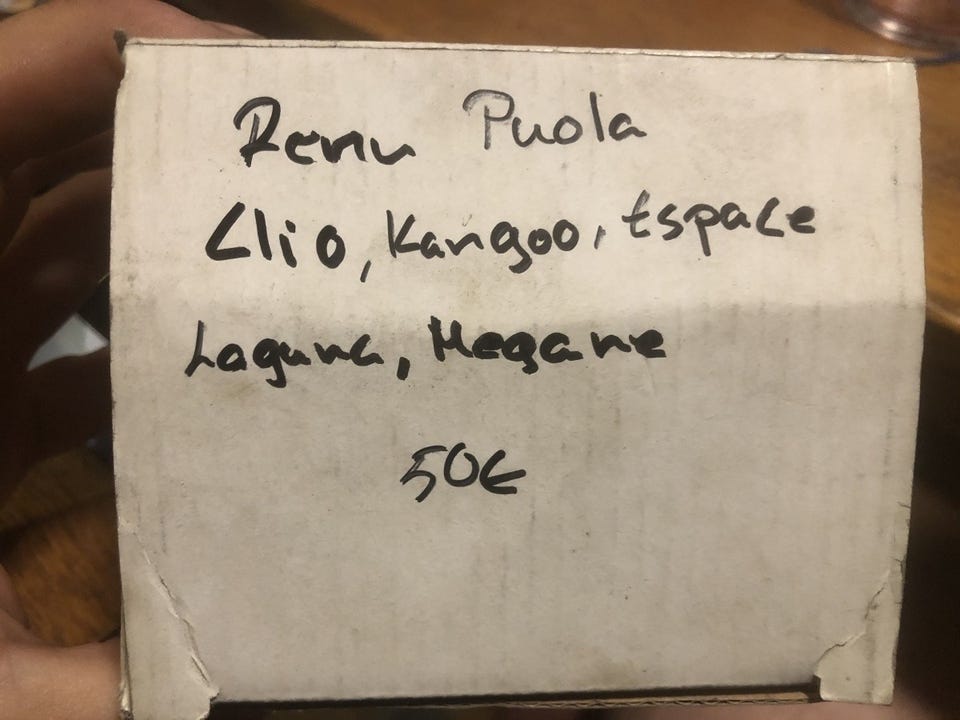 Renu Puola
Clio, Kangoo, Espace
Laguna, Megane
50€